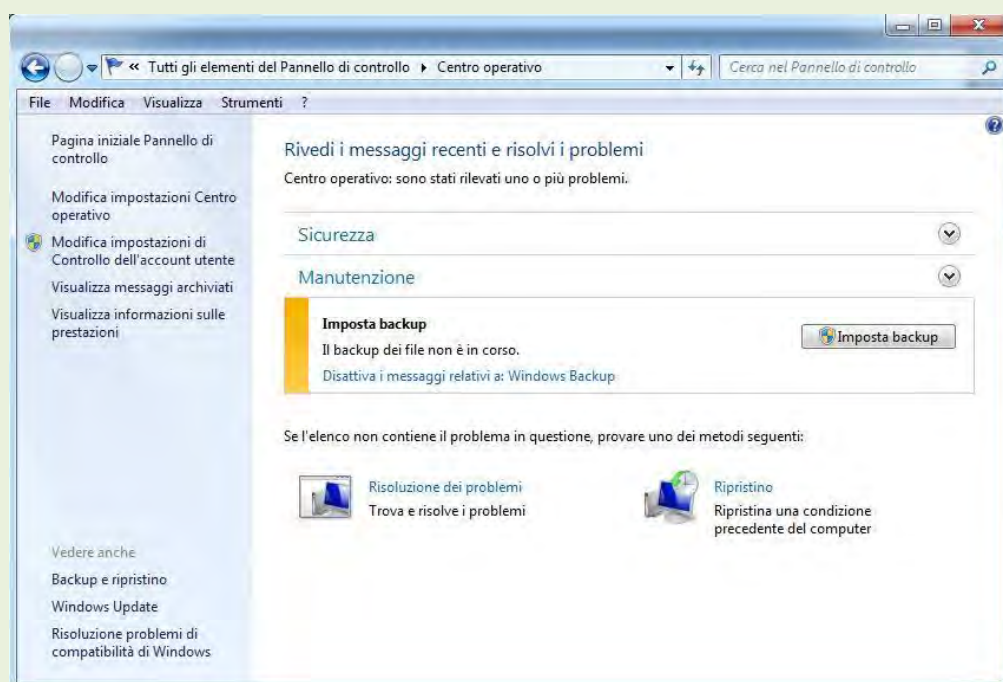 « Tutti gli elementi del Pannello di controllo Centro operativo
Cerca nel Pannello di controllo
File Modifica Visualizza Strumenti ?
Pagina iniziale Pannello di
controllo
Modifica impostazioni Centro
operativo
Modifica impostazioni di
Controllo dell'account utente
Visualizza messaggi archiviati
Visualizza informazioni sulle
prestazioni
Vedere anche
Backup e ripristino
Windows Update
Risoluzione problemi di
compatibilità di Windows
Rivedi i messaggi recenti e risolvi i problemi
Centro operativo: sono stati rilevati uno o più problemi.
Sicurezza
Manutenzione
Imposta backup
Il backup dei file non è in corso.
Disattiva i messaggi relativi a: Windows Backup
Imposta backup
Se l'elenco non contiene il problema in questione, provare uno dei metodi seguenti:
Risoluzione dei problemi
Trova e risolve i problemi
Ripristino
Ripristina una condizione
precedente del computer